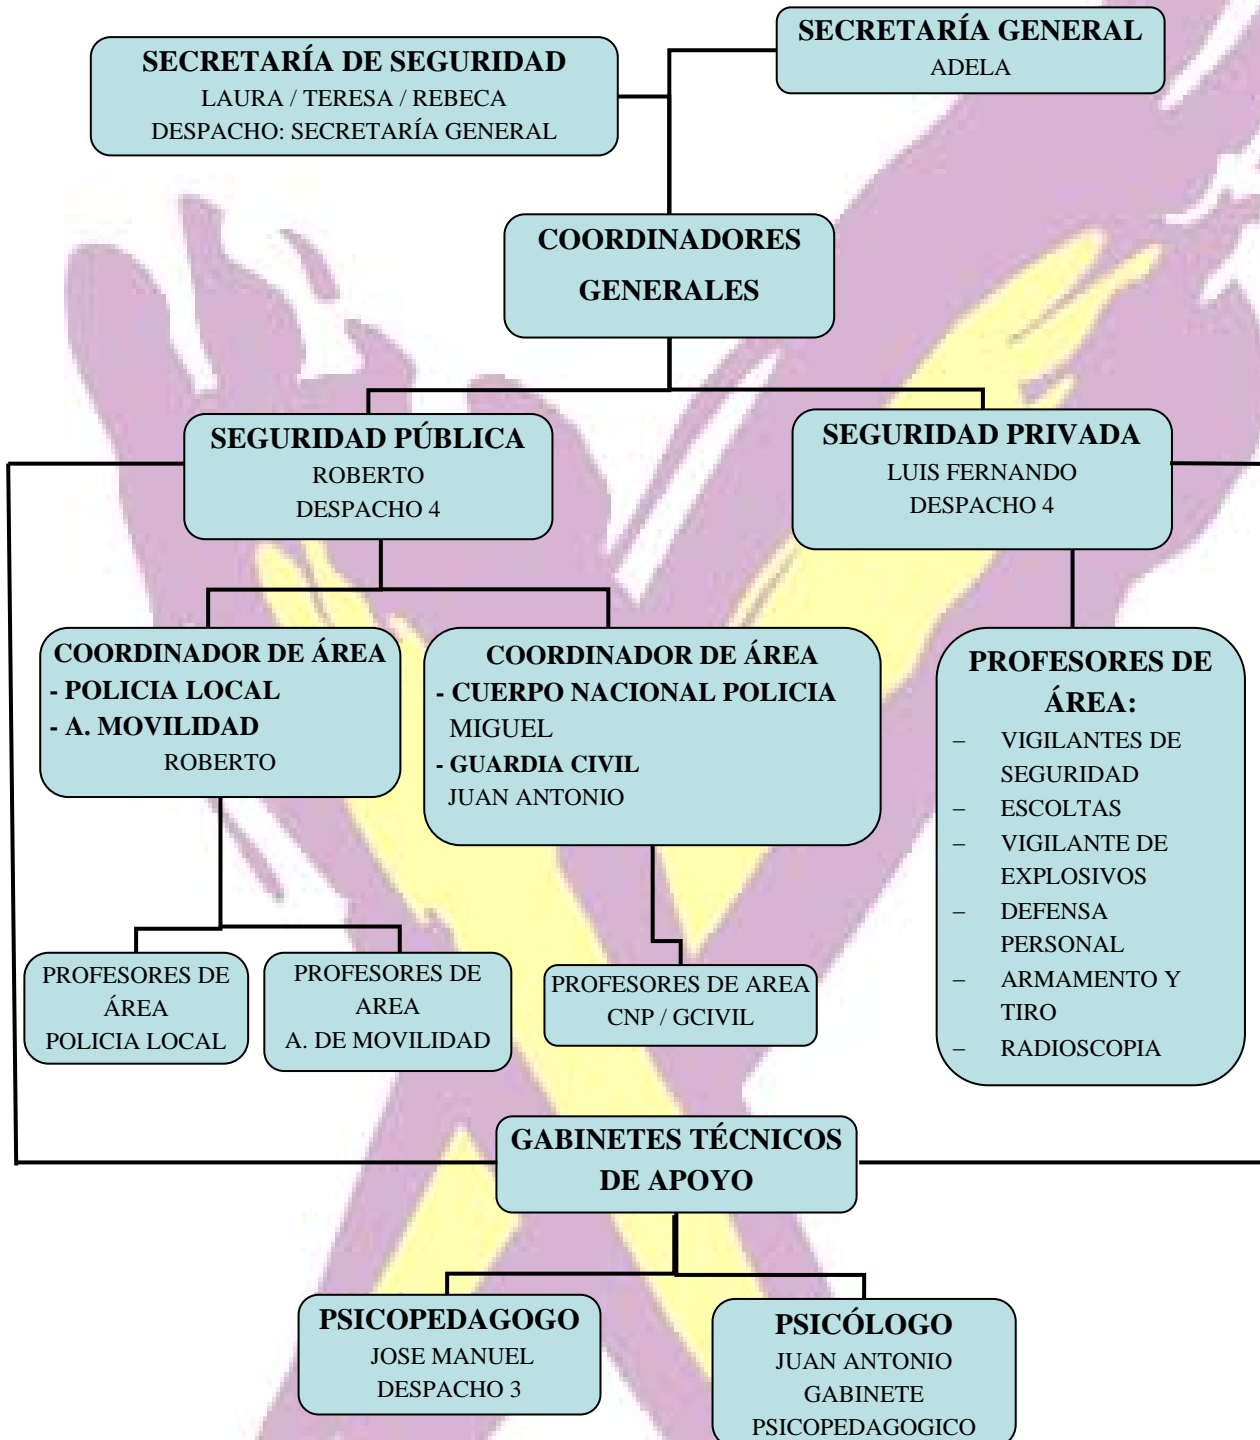 SECRETARÍA GENERAL
ADELA
SECRETARÍA DE SEGURIDAD
LAURA / TERESA / REBECA
DESPACHO: SECRETARÍA GENERAL
COORDINADORES
GENERALES
SEGURIDAD PÚBLICA
ROBERTO
DESPACHO 4
SEGURIDAD PRIVADA
LUIS FERNANDO
DESPACHO 4
COORDINADOR DE ÁREA
- POLICIA LOCAL
- A. MOVILIDAD
ROBERTO
COORDINADOR DE ÁREA
- CUERPO NACIONAL POLICIA
MIGUEL
- GUARDIA CIVIL
JUAN ANTONIO
PROFESORES DE
ÁREA:
– VIGILANTES DE
SEGURIDAD
– ESCOLTAS
– VIGILANTE DE
EXPLOSIVOS
– DEFENSA
PERSONAL
– ARMAMENTO Y
TIRO
– RADIOSCOPIA
PROFESORES DE
ÁREA
POLICIA LOCAL
PROFESORES DE
AREA
A. DE MOVILIDAD
PROFESORES DE AREA
CNP / GCIVIL
GABINETES TÉCNICOS
DE APOYO
PSICOPEDAGOGO
JOSE MANUEL
DESPACHO 3
PSICÓLOGO
JUAN ANTONIO
GABINETE
PSICOPEDAGOGICO